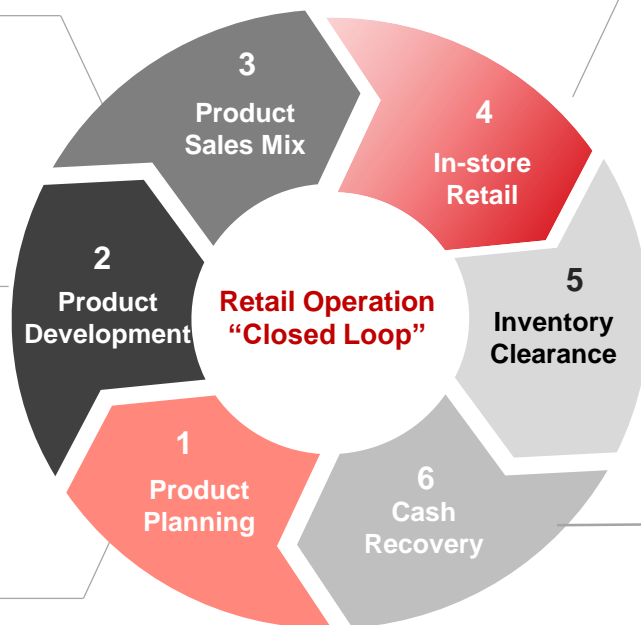 3
Product
Sales Mix
4
In-store
Retail
2
Product
Development
Retail Operation
“Closed Loop”
5
Inventory
Clearance
1
Product
Planning
6
Cash
Recovery